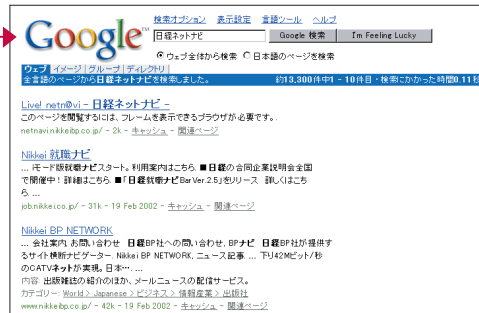 Google™
検索オプション 表示設定 言語ツール ヘルプ
日経ネットナビ Google 検索 I'm Feeling Lucky
ウェブ全体から検索 日本語のページを検索
ウェブ イメージ グループ ディレクトリ
全言語のページから日経ネットナビを検索しました。 約13,300件中1 - 10件目・検索にかかった時間0.11秒
Live! netn@vi - 日経ネットナビ -
このページを閲覧するには、フレームを表示できるブラウザが必要です。.
netnavi.nikkeibp.co.jp/ - 2k - キャッシュ - 関連ページ
Nikkei 就職ナビ
... iモード版就職ナビスタート。利用案内はこちら. ■日経の合同企業説明会全国
で開催中！詳細はこちら. ■「日経就職ナビBarVer.2.5」をリリース 詳しくはこち
ら. ...
job.nikkei.co.jp/ - 31k - 19 Feb 2002 - キャッシュ - 関連ページ
Nikkei BP NETWORK
... 会社案内, お問い合わせ 日経BP社への問い合わせ, BPナビ 日経BP社が提供す
るサイト横断ナビゲーター. Nikkei BP NETWORK, ニュース記事 ... 下り42Mビット/秒
のCATVネットが実現。日本…. ...
内容: 出版雑誌の紹介のほか、メールニュースの配信サービス。
カテゴリー: World > Japanese > ビジネス > 情報産業 > 出版社
www.nikkeibp.co.jp/ - 42k - 19 Feb 2002 - キャッシュ - 関連ページ